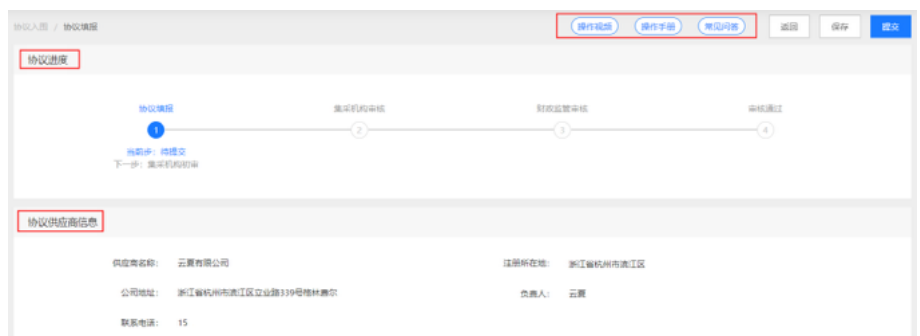 协议入围 / 协议填报 操作视频 操作手册 常见问答 返回 保存 提交
协议进度
协议填报 集采机构审核 财政监管审核 审核通过
1 2 3 4
当前步：待提交
下一步：集采机构初审
协议供应商信息
供应商名称： 云夏有限公司 注册所在地： 浙江省杭州市滨江区
公司地址： 浙江省杭州市滨江区立业路339号格林康尔 负责人： 云夏
联系电话： 15